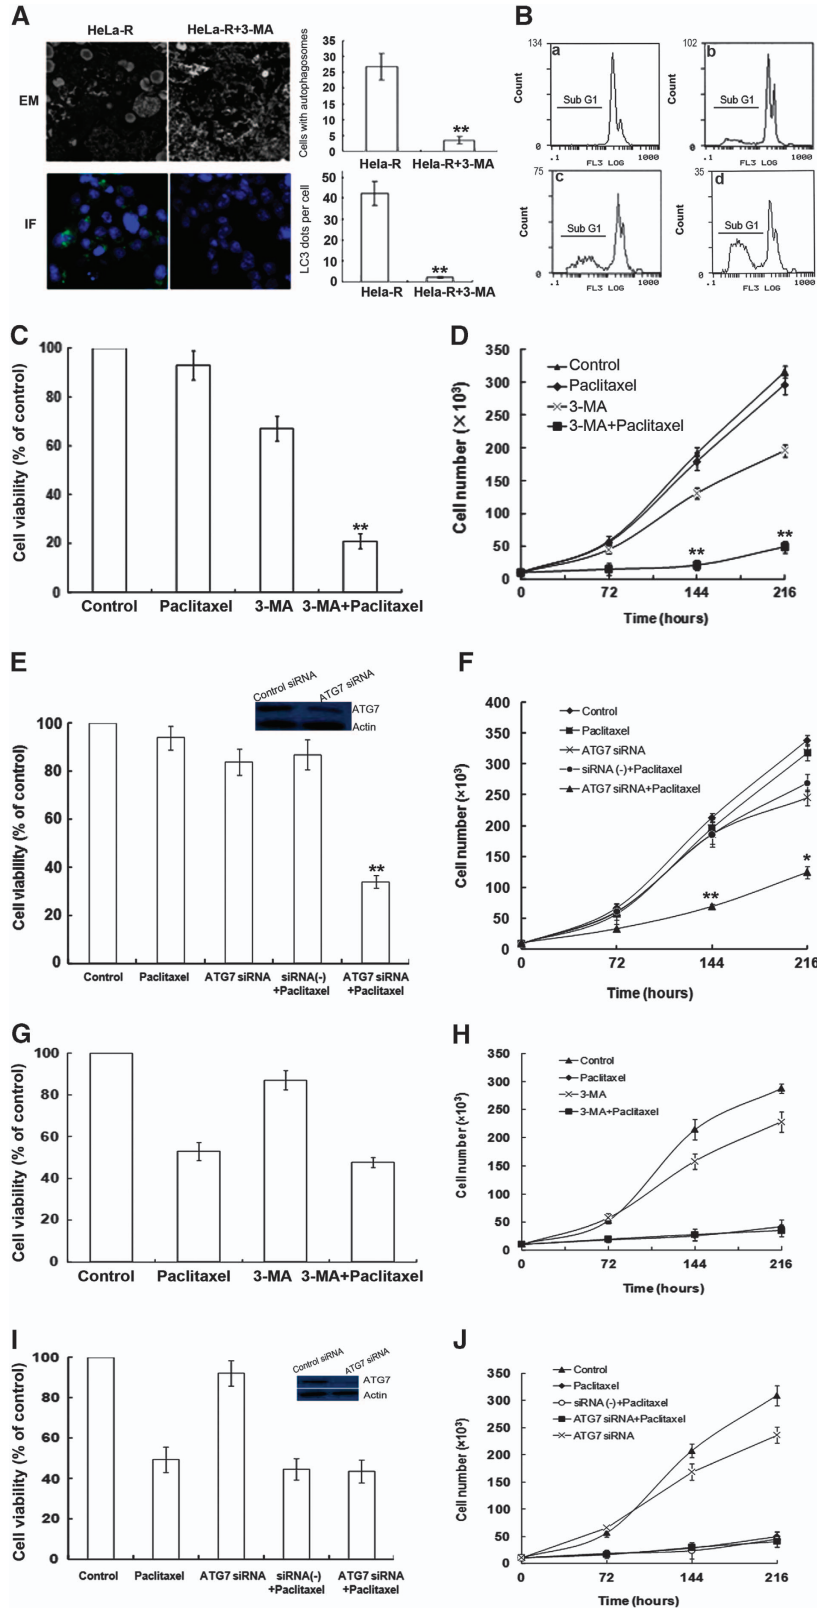 A
HeLa-R
HeLa-R+3-MA
EM
IF
Cells with autophagosomes
35
30
25
20
15
10
5
0
Hela-R Hela-R+3-MA
**
LC3 dots per cell
50
40
30
20
10
0
Hela-R Hela-R+3-MA
**
B
134
a
Count
Sub G1
0
.1 1000
FL3 LOG
102
b
Count
Sub G1
0
.1 1000
FL3 LOG
75
c
Count
Sub G1
0
.1 1000
FL3 LOG
35
d
Count
Sub G1
0
.1 1000
FL3 LOG
C
Cell viability (% of control)
100
80
60
40
20
0
**
Control Paclitaxel 3-MA 3-MA+Paclitaxel
D
Cell number (×10³)
350
300
250
200
150
100
50
0
Control
Paclitaxel
3-MA
3-MA+Paclitaxel
**
**
0 72 144 216
Time (hours)
E
Control siRNA
ATG7 siRNA
ATG7
Actin
Cell viability (% of control)
100
80
60
40
20
0
**
Control Paclitaxel ATG7 siRNA siRNA(-)+Paclitaxel ATG7 siRNA+Paclitaxel
F
Cell number (×10³)
400
350
300
250
200
150
100
50
0
Control
Paclitaxel
ATG7 siRNA
siRNA (-)+Paclitaxel
ATG7 siRNA+Paclitaxel
**
*
0 72 144 216
Time (hours)
G
Cell viability (% of control)
100
80
60
40
20
0
Control Paclitaxel 3-MA 3-MA+Paclitaxel
H
Cell number (×10³)
350
300
250
200
150
100
50
0
Control
Paclitaxel
3-MA
3-MA+Paclitaxel
0 72 144 216
Time (hours)
I
Control siRNA
ATG7 siRNA
ATG7
Actin
Cell viability (% of control)
100
80
60
40
20
0
Control Paclitaxel ATG7 siRNA siRNA(-)+Paclitaxel ATG7 siRNA+Paclitaxel
J
Cell number (×10³)
350
300
250
200
150
100
50
0
Control
Paclitaxel
siRNA (-)+Paclitaxel
ATG7 siRNA+Paclitaxel
ATG7 siRNA
0 72 144 216
Time (hours)